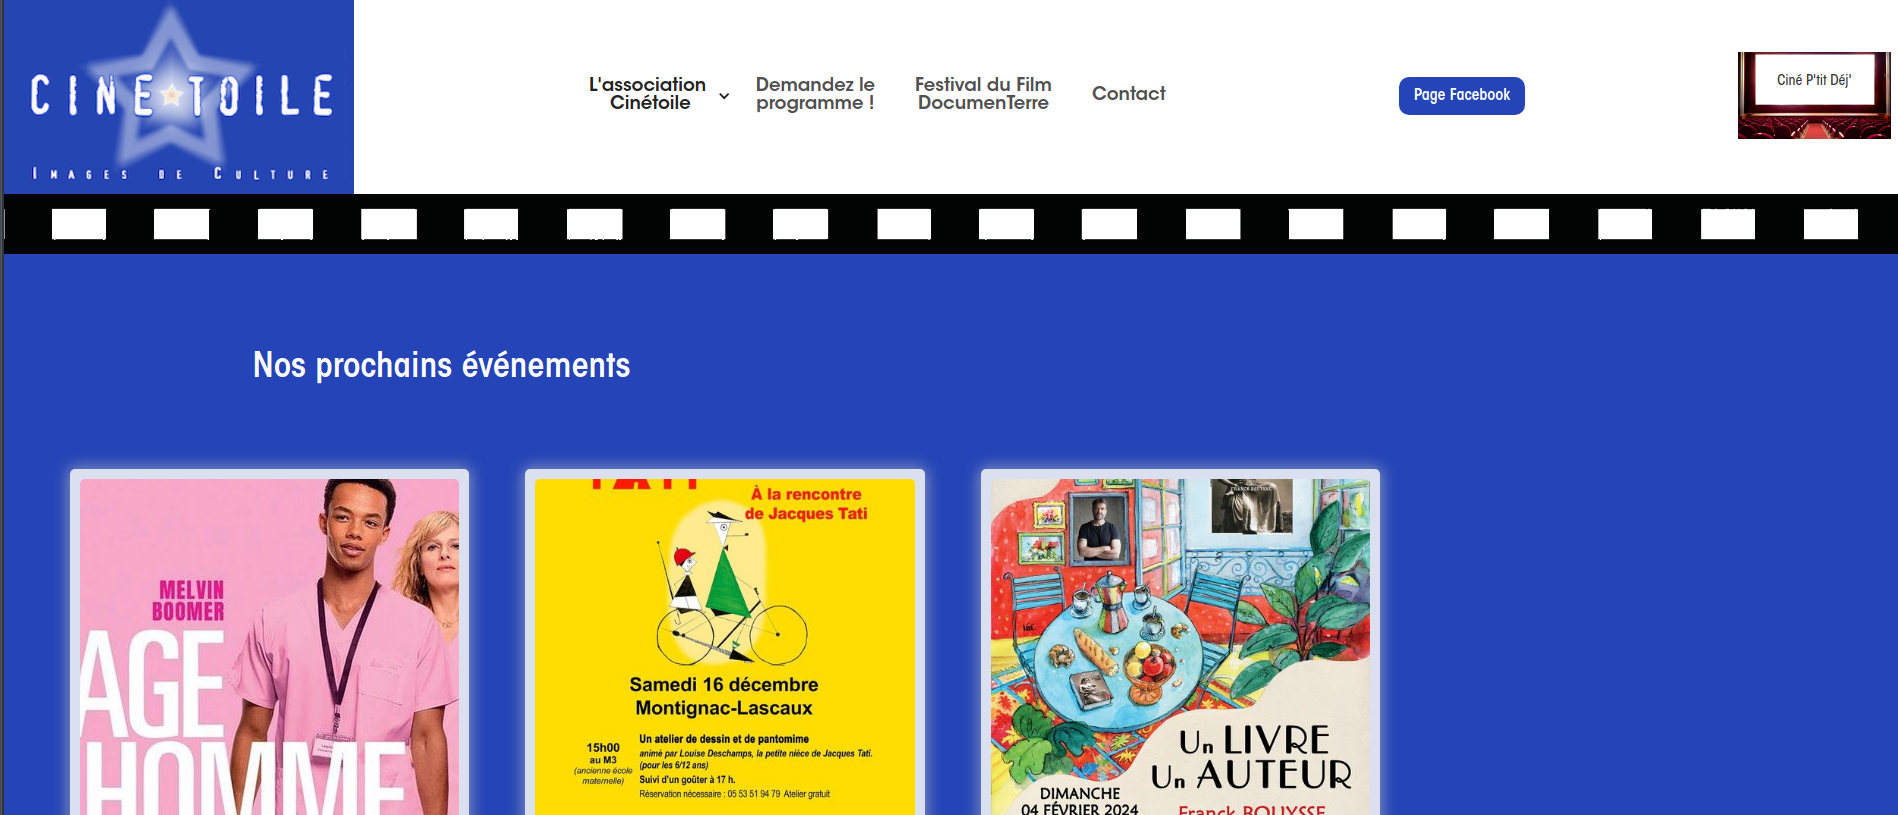 CINÉTOILE
IMAGES DE CULTURE
L'association
Cinétoile
Demandez le
programme !
Festival du Film
DocumenTerre
Contact
Page Facebook
Ciné P'tit Déj'
Nos prochains événements
MELVIN
BOOMER
AGE
HOMME
TATI
À la rencontre
de Jacques Tati
Samedi 16 décembre
Montignac-Lascaux
15h00
au M3
(ancienne école
maternelle)
Un atelier de dessin et de pantomime
animé par Louise Deschamps, la petite nièce de Jacques Tati.
(pour les 6/12 ans)
Suivi d'un goûter à 17 h.
Réservation nécessaire : 05 53 51 94 79 Atelier gratuit
FRANCK BOUYSSE
Un LIVRE
Un AUTEUR
DIMANCHE
04 FÉVRIER 2024
Franck BOUYSSE